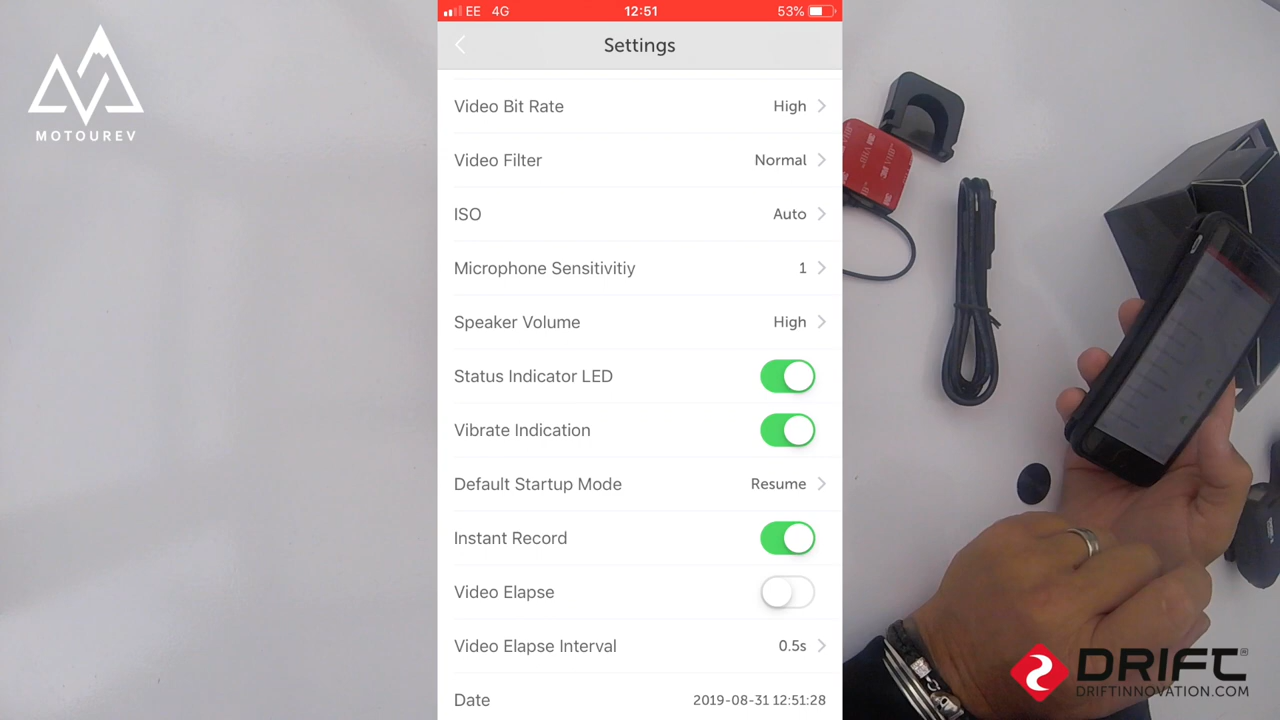 EE 4G 12:51 53%
Settings
MOTOUREV
Video Bit Rate High
Video Filter Normal
ISO Auto
Microphone Sensitivitiy 1
Speaker Volume High
Status Indicator LED
Vibrate Indication
Default Startup Mode Resume
Instant Record
Video Elapse
Video Elapse Interval 0.5s
Date 2019-08-31 12:51:28
3M VHB
DRIFT
DRIFTINNOVATION.COM